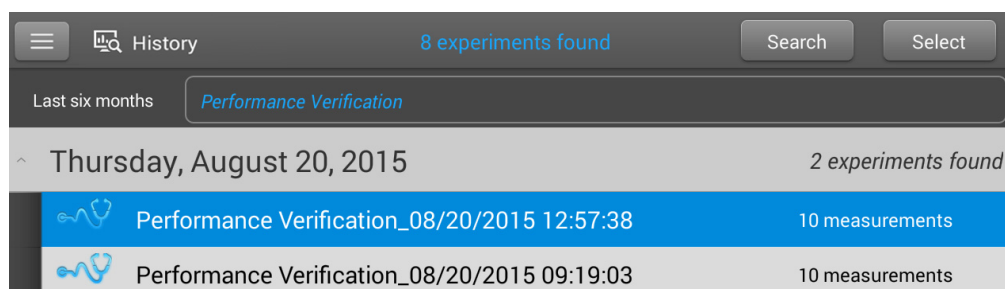 History 8 experiments found Search Select
Last six months Performance Verification
Thursday, August 20, 2015 2 experiments found
Performance Verification_08/20/2015 12:57:38 10 measurements
Performance Verification_08/20/2015 09:19:03 10 measurements